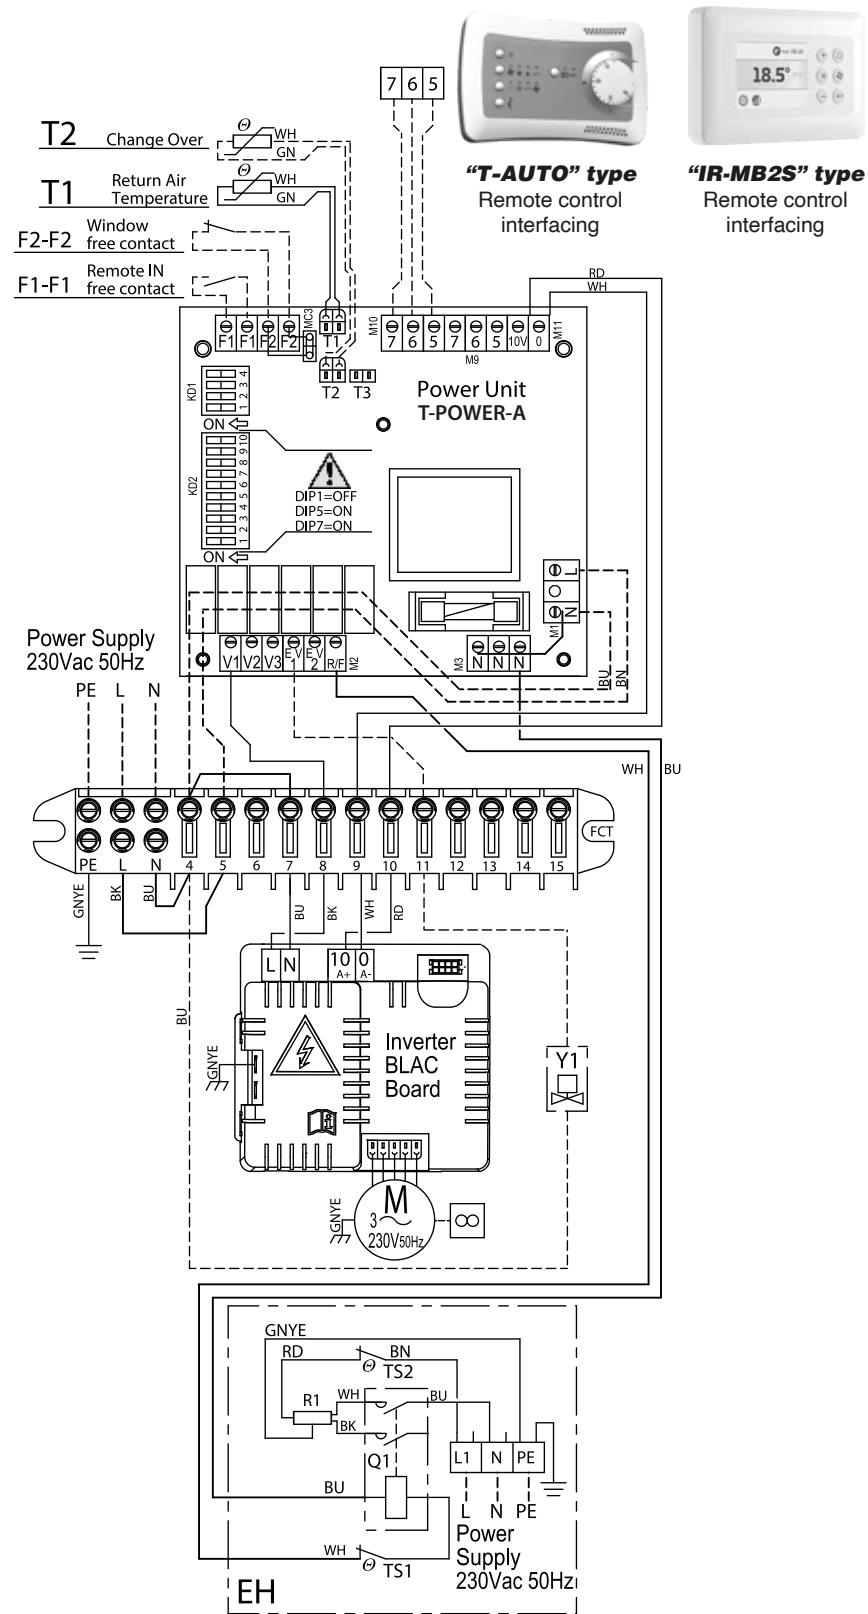 18.5°
"T-AUTO" type
Remote control
interfacing
"IR-MB2S" type
Remote control
interfacing
7 6 5
T2 Change Over
Θ WH
GN
T1 Return Air
Temperature
Θ WH
GN
F2-F2 Window
free contact
F1-F1 Remote IN
free contact
RD
WH
F1 F1 F2 F2
MC3
T1
T2 T3
M10
7 6 5 7 6 5 10V 0
M11
M9
Power Unit
T-POWER-A
KD1
1 2 3 4
ON
KD2
1 2 3 4 5 6 7 8 9 10
ON
DIP1=OFF
DIP5=ON
DIP7=ON
L
N
M1
V1 V2 V3 EV1 EV2 R/F
M2
M3
N N N
BU
BN
Power Supply
230Vac 50Hz
PE L N
WH BU
FCT
PE L N 4 5 6 7 8 9 10 11 12 13 14 15
GNYE
BK
BU
BU
BK
WH
RD
L N
10 0
A+ A-
BU
GNYE
Inverter
BLAC
Board
Y1
M
3
230V50Hz
GNYE
GNYE
RD BN
Θ TS2
R1
WH BU
BK
Q1
L1 N PE
BU
L N PE
Power
Supply
230Vac 50Hz
WH
Θ TS1
EH